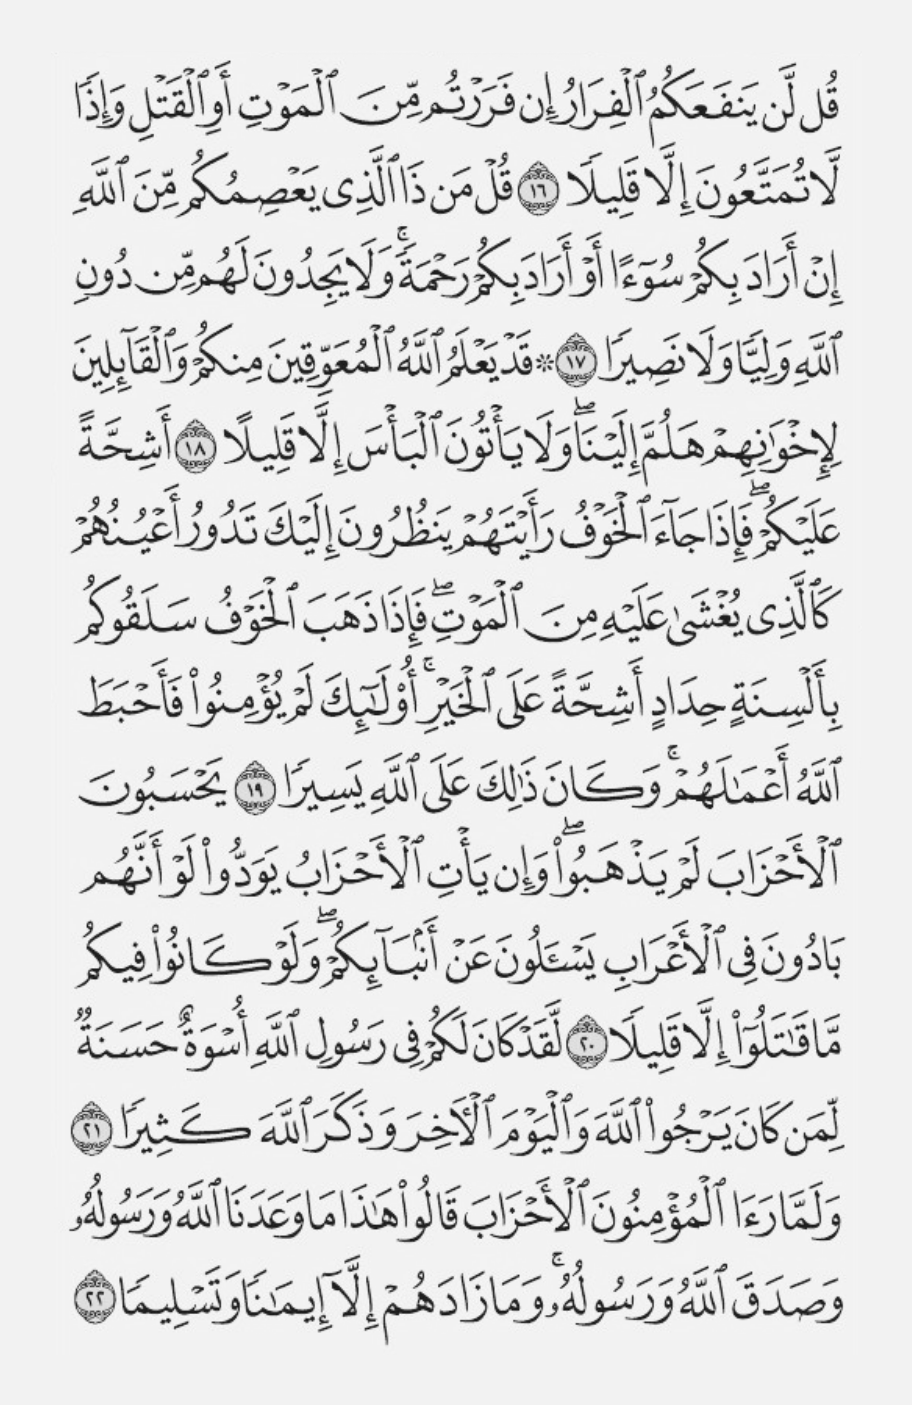 قُل لَّن يَنفَعَكُمُ ٱلْفِرَارُ إِن فَرَرْتُم مِّنَ ٱلْمَوْتِ أَوِ ٱلْقَتْلِ وَإِذًا
لَّا تُمَتَّعُونَ إِلَّا قَلِيلًا ١٦ قُلْ مَن ذَا ٱلَّذِى يَعْصِمُكُم مِّنَ ٱللَّهِ
إِنْ أَرَادَ بِكُمْ سُوٓءًا أَوْ أَرَادَ بِكُمْ رَحْمَةً ۚ وَلَا يَجِدُونَ لَهُم مِّن دُونِ
ٱللَّهِ وَلِيًّا وَلَا نَصِيرًا ١٧ ۞ قَدْ يَعْلَمُ ٱللَّهُ ٱلْمُعَوِّقِينَ مِنكُمْ وَٱلْقَآئِلِينَ
لِإِخْوَٰنِهِمْ هَلُمَّ إِلَيْنَا ۖ وَلَا يَأْتُونَ ٱلْبَأْسَ إِلَّا قَلِيلًا ١٨ أَشِحَّةً
عَلَيْكُمْ ۖ فَإِذَا جَآءَ ٱلْخَوْفُ رَأَيْتَهُمْ يَنظُرُونَ إِلَيْكَ تَدُورُ أَعْيُنُهُمْ
كَٱلَّذِى يُغْشَىٰ عَلَيْهِ مِنَ ٱلْمَوْتِ ۖ فَإِذَا ذَهَبَ ٱلْخَوْفُ سَلَقُوكُم
بِأَلْسِنَةٍ حِدَادٍ أَشِحَّةً عَلَى ٱلْخَيْرِ ۚ أُو۟لَـٰٓئِكَ لَمْ يُؤْمِنُوا۟ فَأَحْبَطَ
ٱللَّهُ أَعْمَـٰلَهُمْ ۚ وَكَانَ ذَٰلِكَ عَلَى ٱللَّهِ يَسِيرًا ١٩ يَحْسَبُونَ
ٱلْأَحْزَابَ لَمْ يَذْهَبُوا۟ ۖ وَإِن يَأْتِ ٱلْأَحْزَابُ يَوَدُّوا۟ لَوْ أَنَّهُم
بَادُونَ فِى ٱلْأَعْرَابِ يَسْـَٔلُونَ عَنْ أَنۢبَآئِكُمْ ۖ وَلَوْ كَانُوا۟ فِيكُم
مَّا قَـٰتَلُوٓا۟ إِلَّا قَلِيلًا ٢٠ لَّقَدْ كَانَ لَكُمْ فِى رَسُولِ ٱللَّهِ أُسْوَةٌ حَسَنَةٌ
لِّمَن كَانَ يَرْجُوا۟ ٱللَّهَ وَٱلْيَوْمَ ٱلْـَٔاخِرَ وَذَكَرَ ٱللَّهَ كَثِيرًا ٢١
وَلَمَّا رَءَا ٱلْمُؤْمِنُونَ ٱلْأَحْزَابَ قَالُوا۟ هَـٰذَا مَا وَعَدَنَا ٱللَّهُ وَرَسُولُهُۥ
وَصَدَقَ ٱللَّهُ وَرَسُولُهُۥ ۚ وَمَا زَادَهُمْ إِلَّآ إِيمَـٰنًا وَتَسْلِيمًا ٢٢